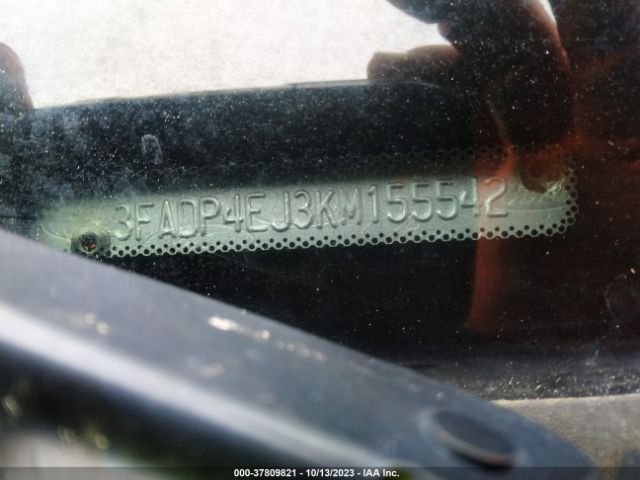 3FADP4EJ3KM155542
000-37809821 - 10/13/2023 - IAA Inc.